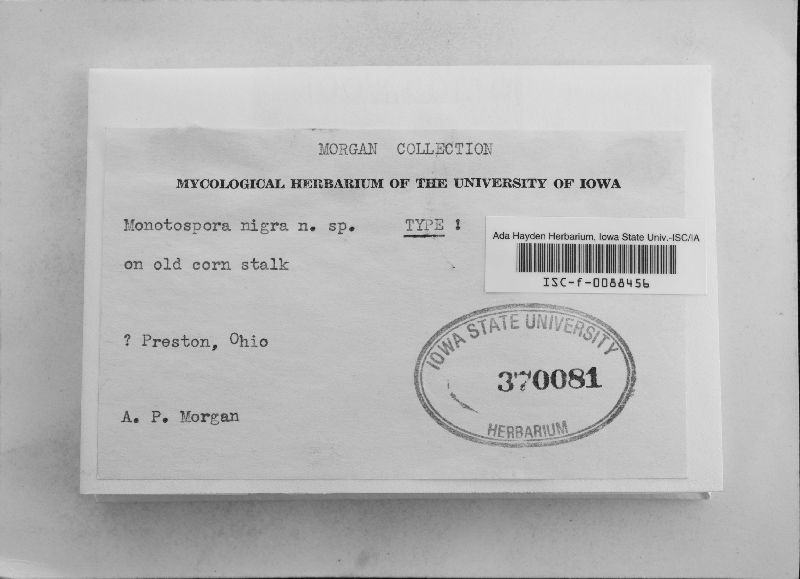 MORGAN COLLECTION
MYCOLOGICAL HERBARIUM OF THE UNIVERSITY OF IOWA
Monotospora nigra n. sp. TYPE !
Ada Hayden Herbarium, Iowa State Univ.-ISC/IA
ISC-f-0088456
on old corn stalk
? Preston, Ohio
IOWA STATE UNIVERSITY
370081
HERBARIUM
A. P. Morgan